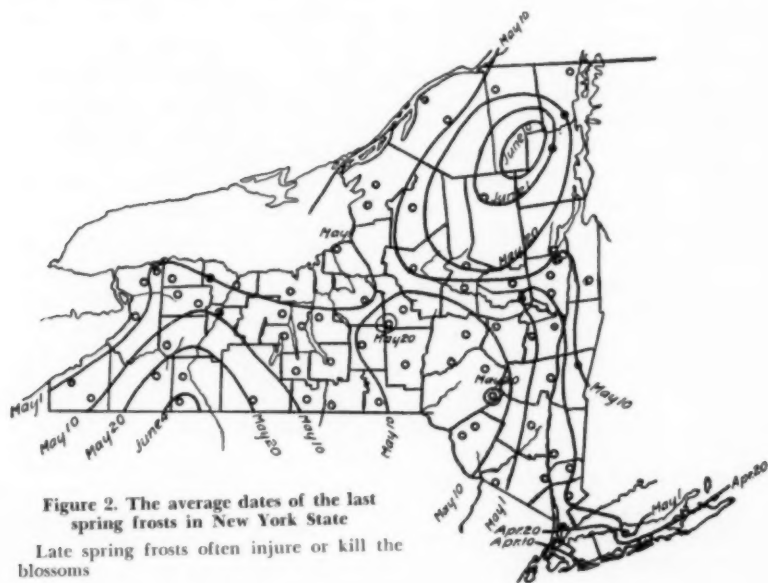 May 10
June 10
June 1
May 20
May 1
May 20
May 20
May 1
May 10
May 20
May 20
May 10
May 10
May 10
May 10
May 1
May 1
Apr. 20
Apr. 20
Apr. 10
Figure 2. The average dates of the last
spring frosts in New York State
Late spring frosts often injure or kill the
blossoms